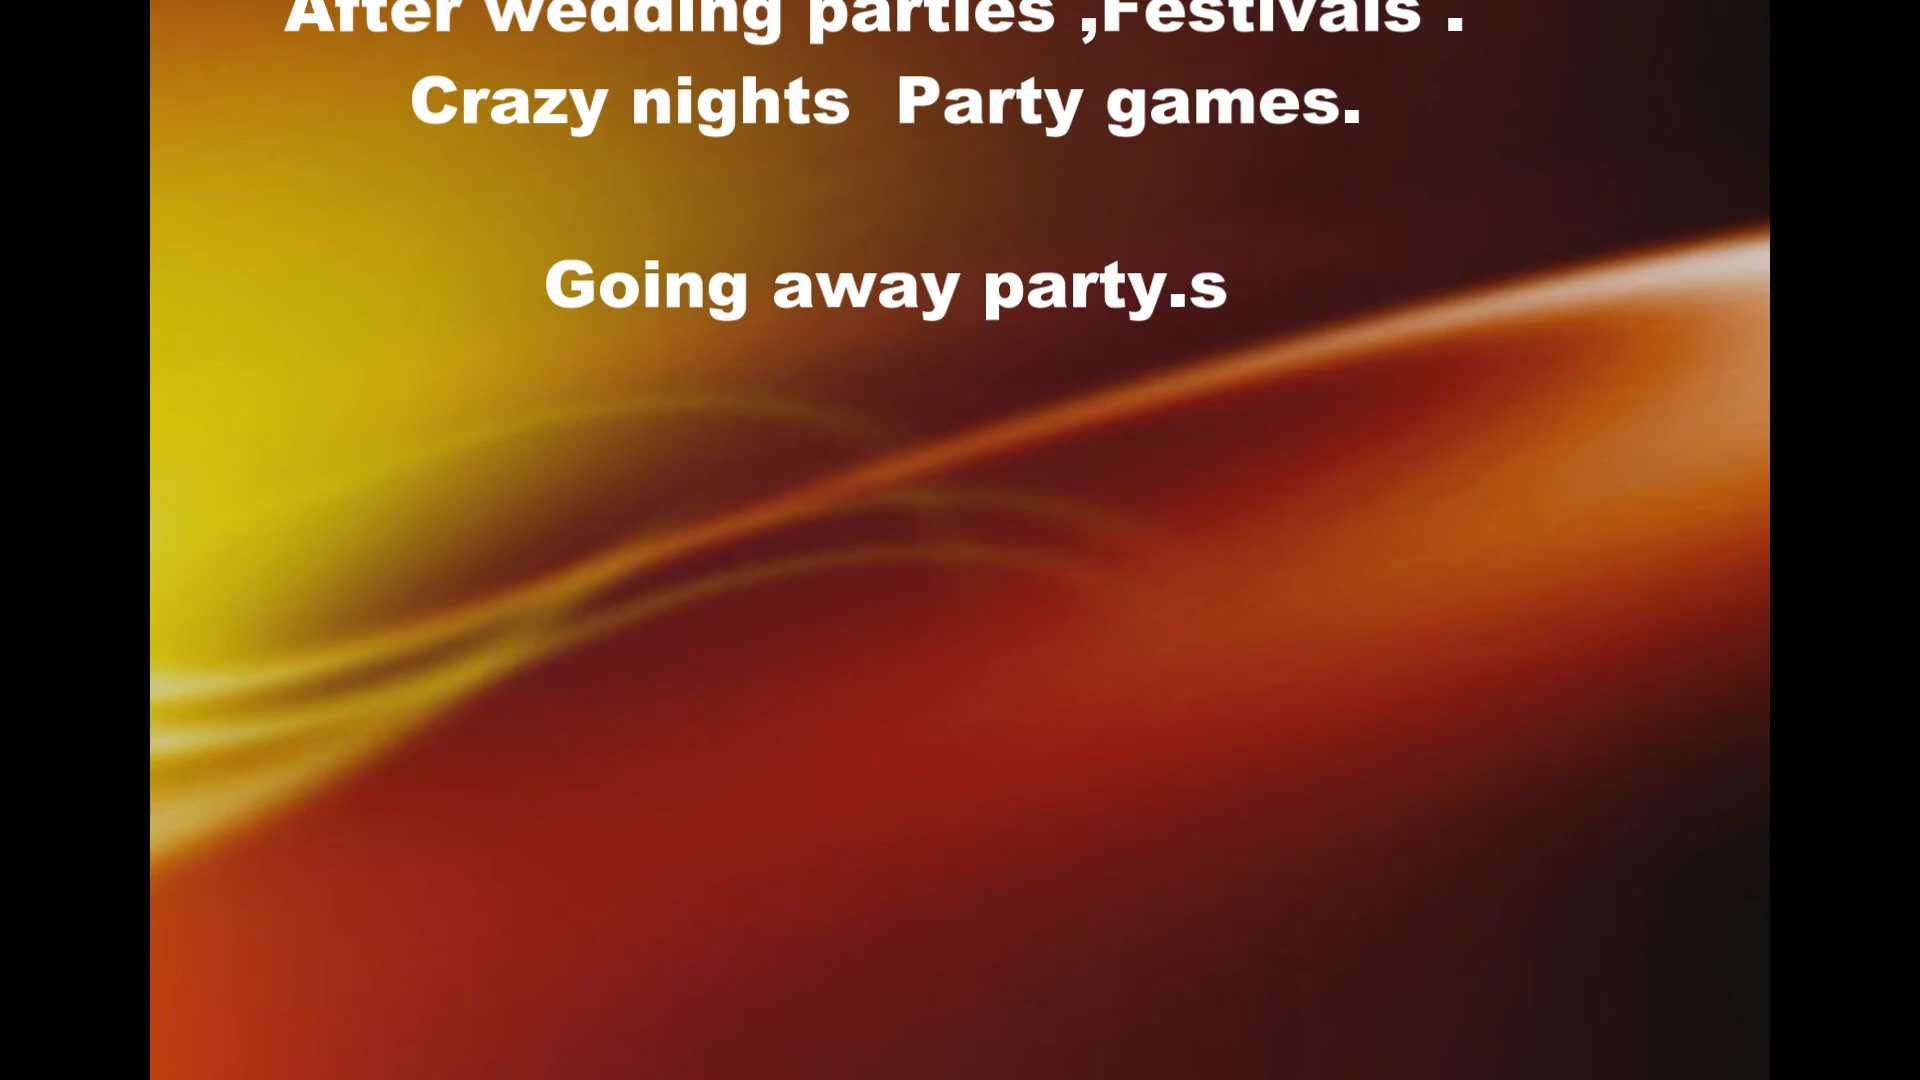 After wedding parties ,Festivals .
Crazy nights  Party games.
Going away party.s